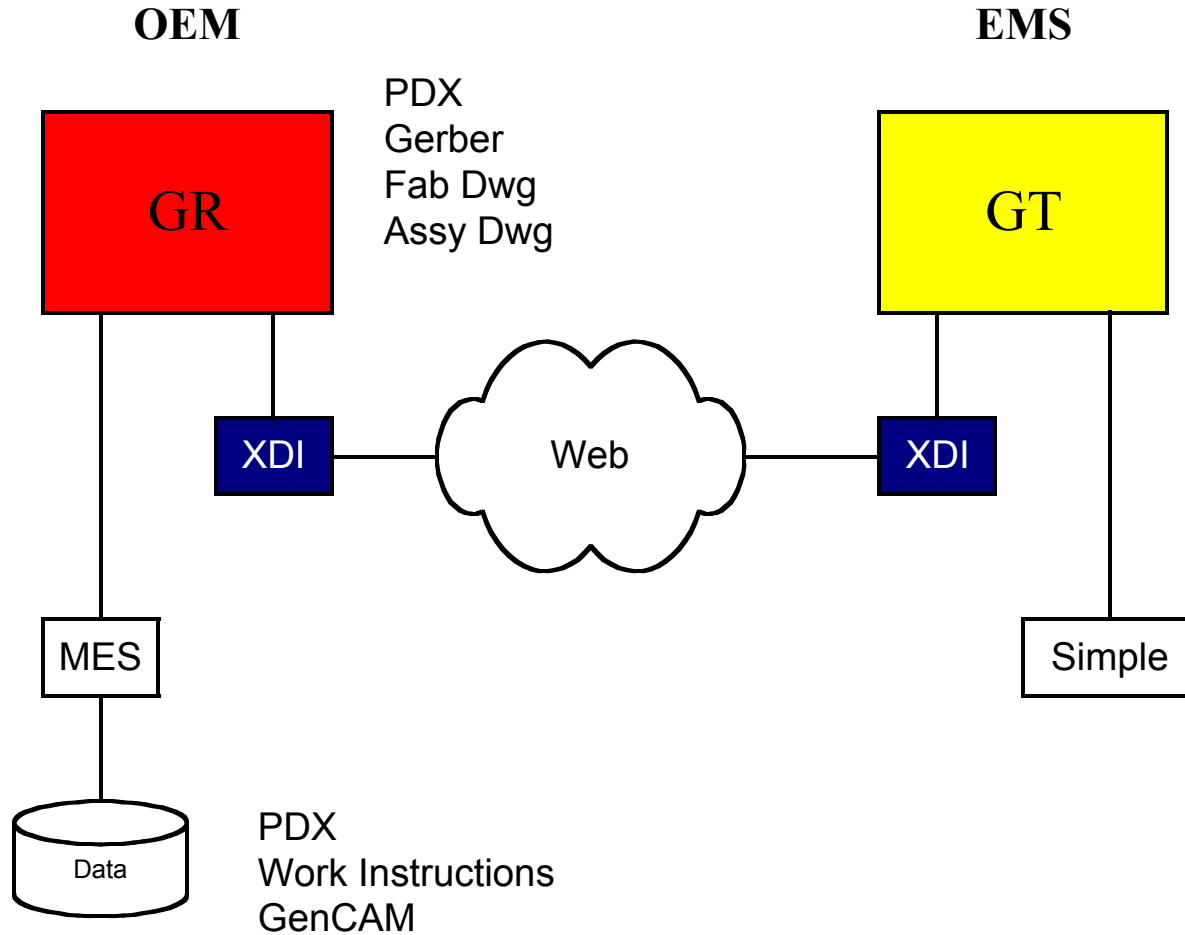 OEM
EMS
PDX
Gerber
Fab Dwg
Assy Dwg
GR
GT
XDI
Web
XDI
MES
Simple
Data
PDX
Work Instructions
GenCAM